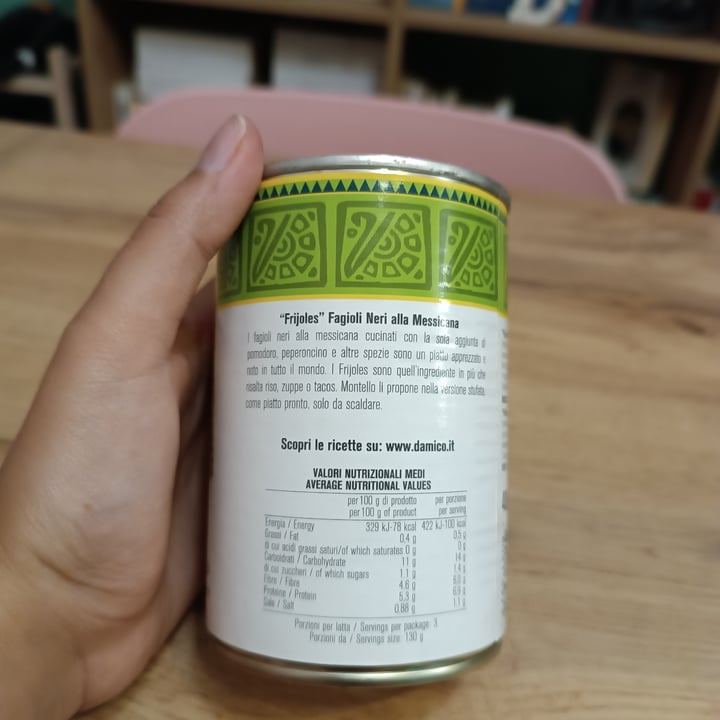 "Frijoles" Fagioli Neri alla Messicana
I fagioli neri alla messicana cucinati con la sola aggiunta di
pomodoro, peperoncino e altre spezie sono un piatto apprezzato e
noto in tutto il mondo. I Frijoles sono quell'ingrediente in più che
risalta riso, zuppe o tacos. Montello li propone nella versione stufata,
come piatto pronto, solo da scaldare.
Scopri le ricette su: www.damico.it
VALORI NUTRIZIONALI MEDI
AVERAGE NUTRITIONAL VALUES
per 100 g di prodotto per porzione
per 100 g of product per serving
Energia / Energy 329 kJ-78 kcal 422 kJ-100 kcal
Grassi / Fat 0,4 g 0,5 g
di cui acidi grassi saturi/of which saturates 0 g 0 g
Carboidrati / Carbohydrate 11 g 14 g
di cui zuccheri / of which sugars 1,1 g 1,4 g
Fibre / Fibre 4,6 g 6,0 g
Proteine / Protein 5,3 g 6,9 g
Sale / Salt 0,88 g 1,1 g
Porzioni per latta / Servings per package: 3
Porzioni da / Servings size: 130 g